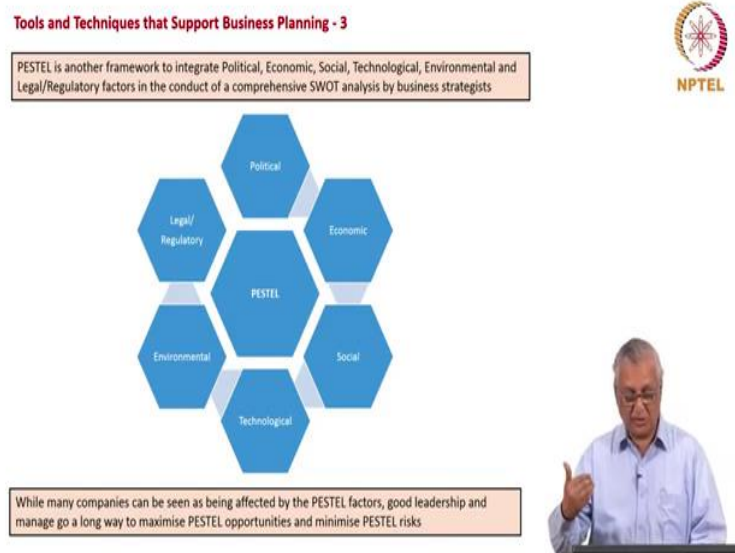 Tools and Techniques that Support Business Planning - 3
NPTEL
PESTEL is another framework to integrate Political, Economic, Social, Technological, Environmental and
Legal/Regulatory factors in the conduct of a comprehensive SWOT analysis by business strategists
Political
Legal/
Regulatory
Economic
PESTEL
Environmental
Social
Technological
While many companies can be seen as being affected by the PESTEL factors, good leadership and
manage go a long way to maximise PESTEL opportunities and minimise PESTEL risks